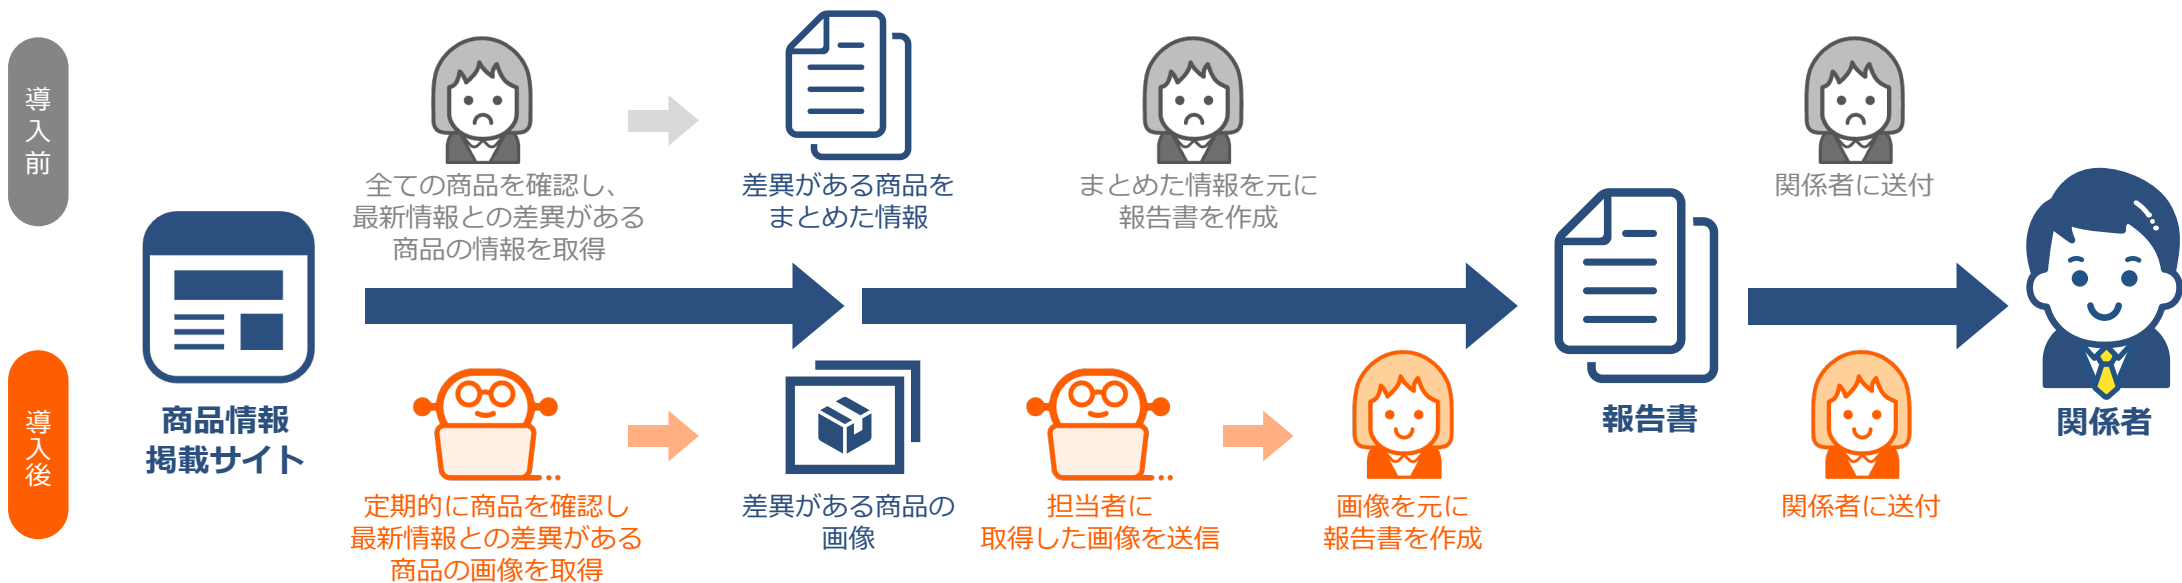 導入前
全ての商品を確認し、
最新情報との差異がある
商品の情報を取得
差異がある商品を
まとめた情報
まとめた情報を元に
報告書を作成
関係者に送付
商品情報
掲載サイト
報告書
関係者
導入後
定期的に商品を確認し
最新情報との差異がある
商品の画像を取得
差異がある商品の
画像
担当者に
取得した画像を送信
画像を元に
報告書を作成
関係者に送付